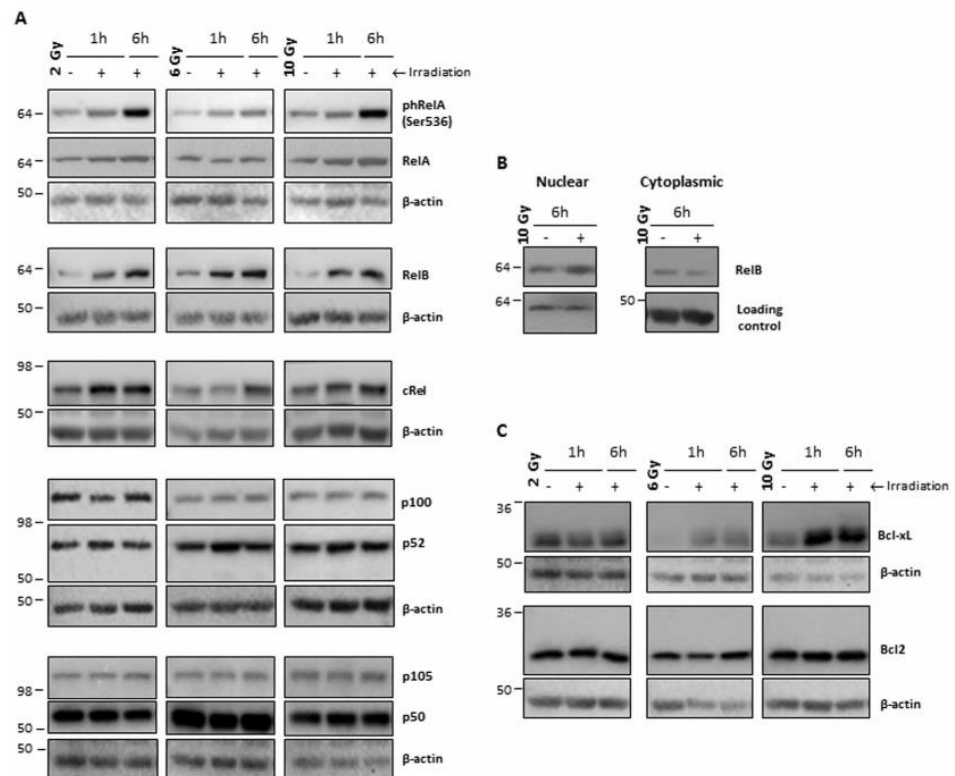 A
2 Gy 1h 6h 6 Gy 1h 6h 10 Gy 1h 6h
- + + - + + - + + ← Irradiation
64 phRelA (Ser536)
64 RelA
50 β-actin
64 RelB
50 β-actin
98 cRel
50 β-actin
p100
98 p52
50
50 β-actin
p105
98 p50
50
50 β-actin
B
Nuclear Cytoplasmic
10 Gy 6h 10 Gy 6h
- + - +
64 RelB
64 50 Loading control
C
2 Gy 1h 6h 6 Gy 1h 6h 10 Gy 1h 6h
- + + - + + - + + ← Irradiation
36 Bcl-xL
50 β-actin
36 Bcl2
50 β-actin